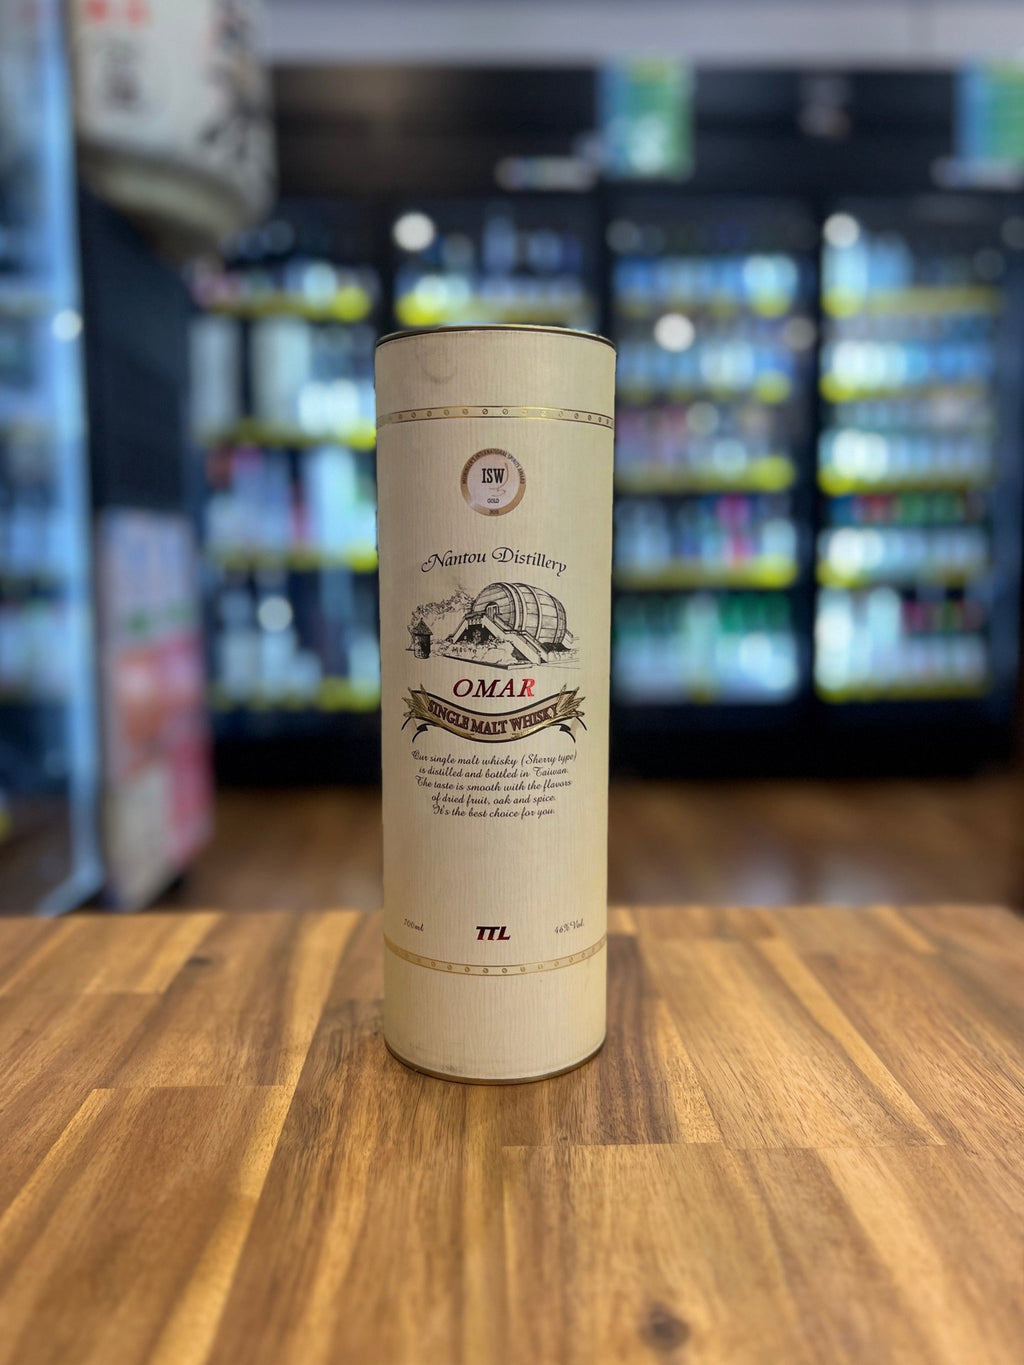 ISW
GOLD
Nantou Distillery
OMAR
SINGLE MALT WHISKY
Our single malt whisky (Sherry type)
is distilled and bottled in Taiwan.
The taste is smooth with the flavors
of dried fruit, oak and spice.
It's the best choice for you.
700ml
TTL
46% Vol.